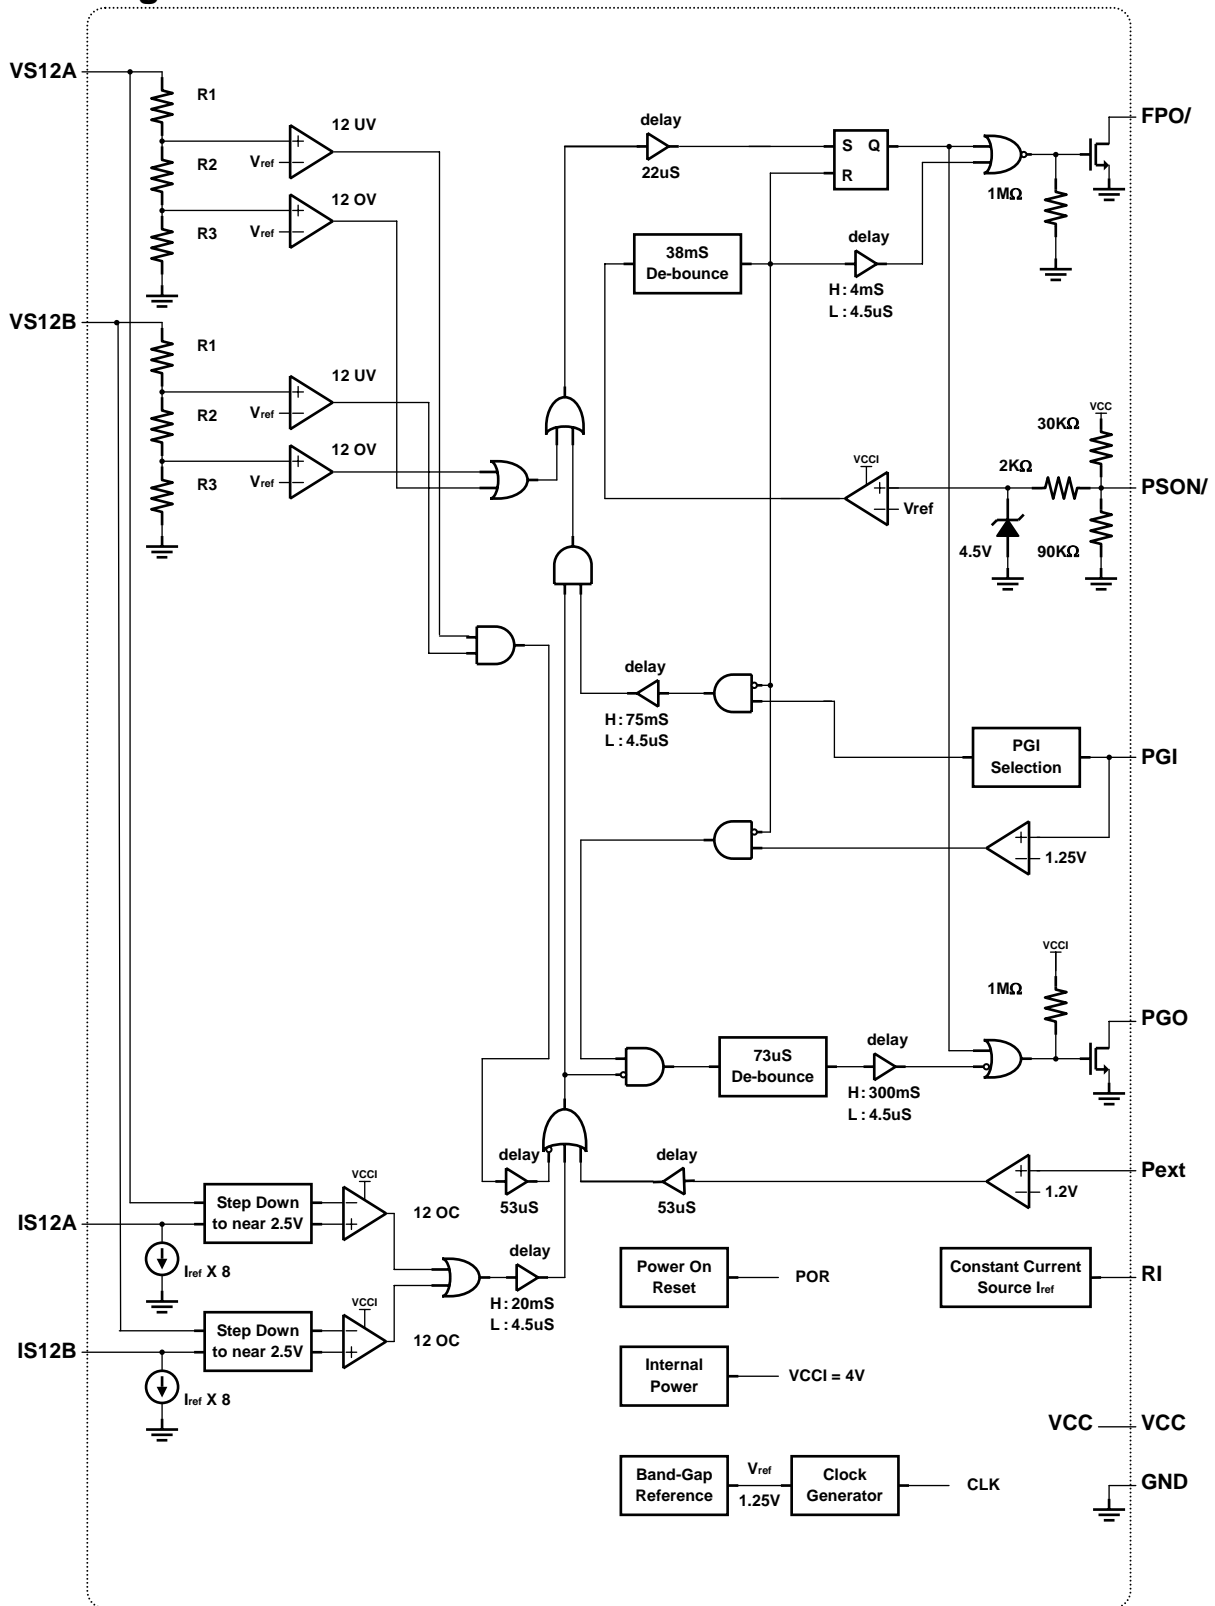 VS12A
R1
12 UV
Vref
R2
12 OV
Vref
R3
delay
22uS
S Q
R
FPO/
1MΩ
38mS
De-bounce
delay
H : 4mS
L : 4.5uS
VS12B
R1
12 UV
Vref
R2
12 OV
Vref
R3
VCC
30KΩ
VCCI
2KΩ
PSON/
Vref
4.5V
90KΩ
delay
H : 75mS
L : 4.5uS
PGI
Selection
PGI
1.25V
VCCI
1MΩ
PGO
73uS
De-bounce
delay
H : 300mS
L : 4.5uS
delay
53uS
delay
53uS
Pext
1.2V
VCCI
Step Down
to near 2.5V
12 OC
IS12A
Iref X 8
delay
H : 20mS
L : 4.5uS
VCCI
Step Down
to near 2.5V
12 OC
IS12B
Iref X 8
Power On
Reset
POR
Constant Current
Source Iref
RI
Internal
Power
VCCI = 4V
VCC
VCC
Band-Gap
Reference
Vref
1.25V
Clock
Generator
CLK
GND